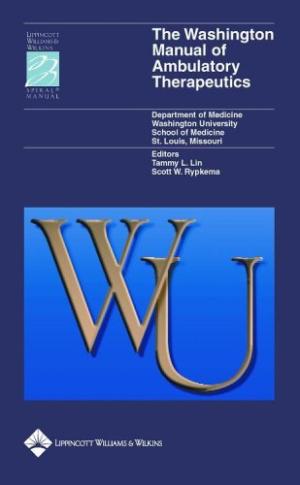 LIPPINCOTT
WILLIAMS &
WILKINS
SPIRAL®
MANUAL
The Washington
Manual of
Ambulatory
Therapeutics
Department of Medicine
Washington University
School of Medicine
St. Louis, Missouri
Editors
Tammy L. Lin
Scott W. Rypkema
WU
LIPPINCOTT WILLIAMS & WILKINS